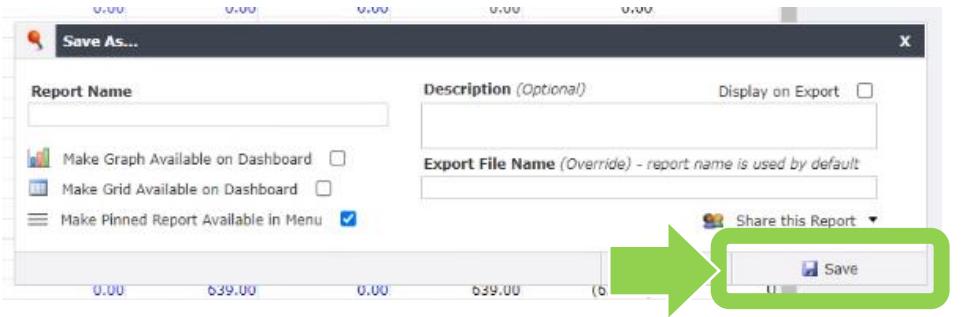 0.00 0.00 0.00 0.00 0.00
Save As... x
Report Name
Description (Optional) Display on Export
Make Graph Available on Dashboard
Export File Name (Override) - report name is used by default
Make Grid Available on Dashboard
Make Pinned Report Available in Menu
Share this Report
Save
0.00 639.00 0.00 639.00 (6